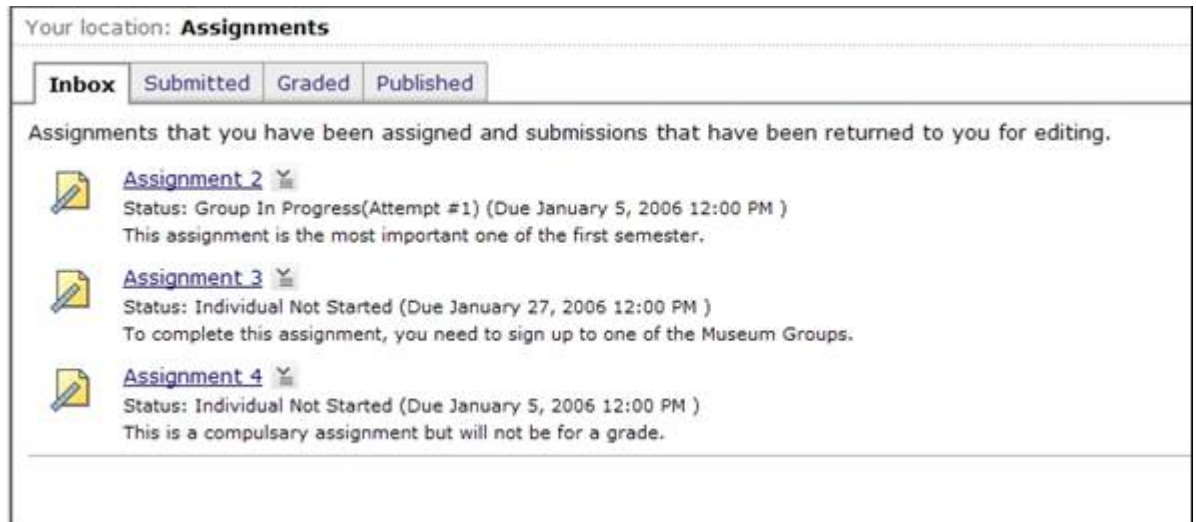 Your location: Assignments
Inbox Submitted Graded Published
Assignments that you have been assigned and submissions that have been returned to you for editing.
Assignment 2
Status: Group In Progress(Attempt #1) (Due January 5, 2006 12:00 PM )
This assignment is the most important one of the first semester.
Assignment 3
Status: Individual Not Started (Due January 27, 2006 12:00 PM )
To complete this assignment, you need to sign up to one of the Museum Groups.
Assignment 4
Status: Individual Not Started (Due January 5, 2006 12:00 PM )
This is a compulsary assignment but will not be for a grade.